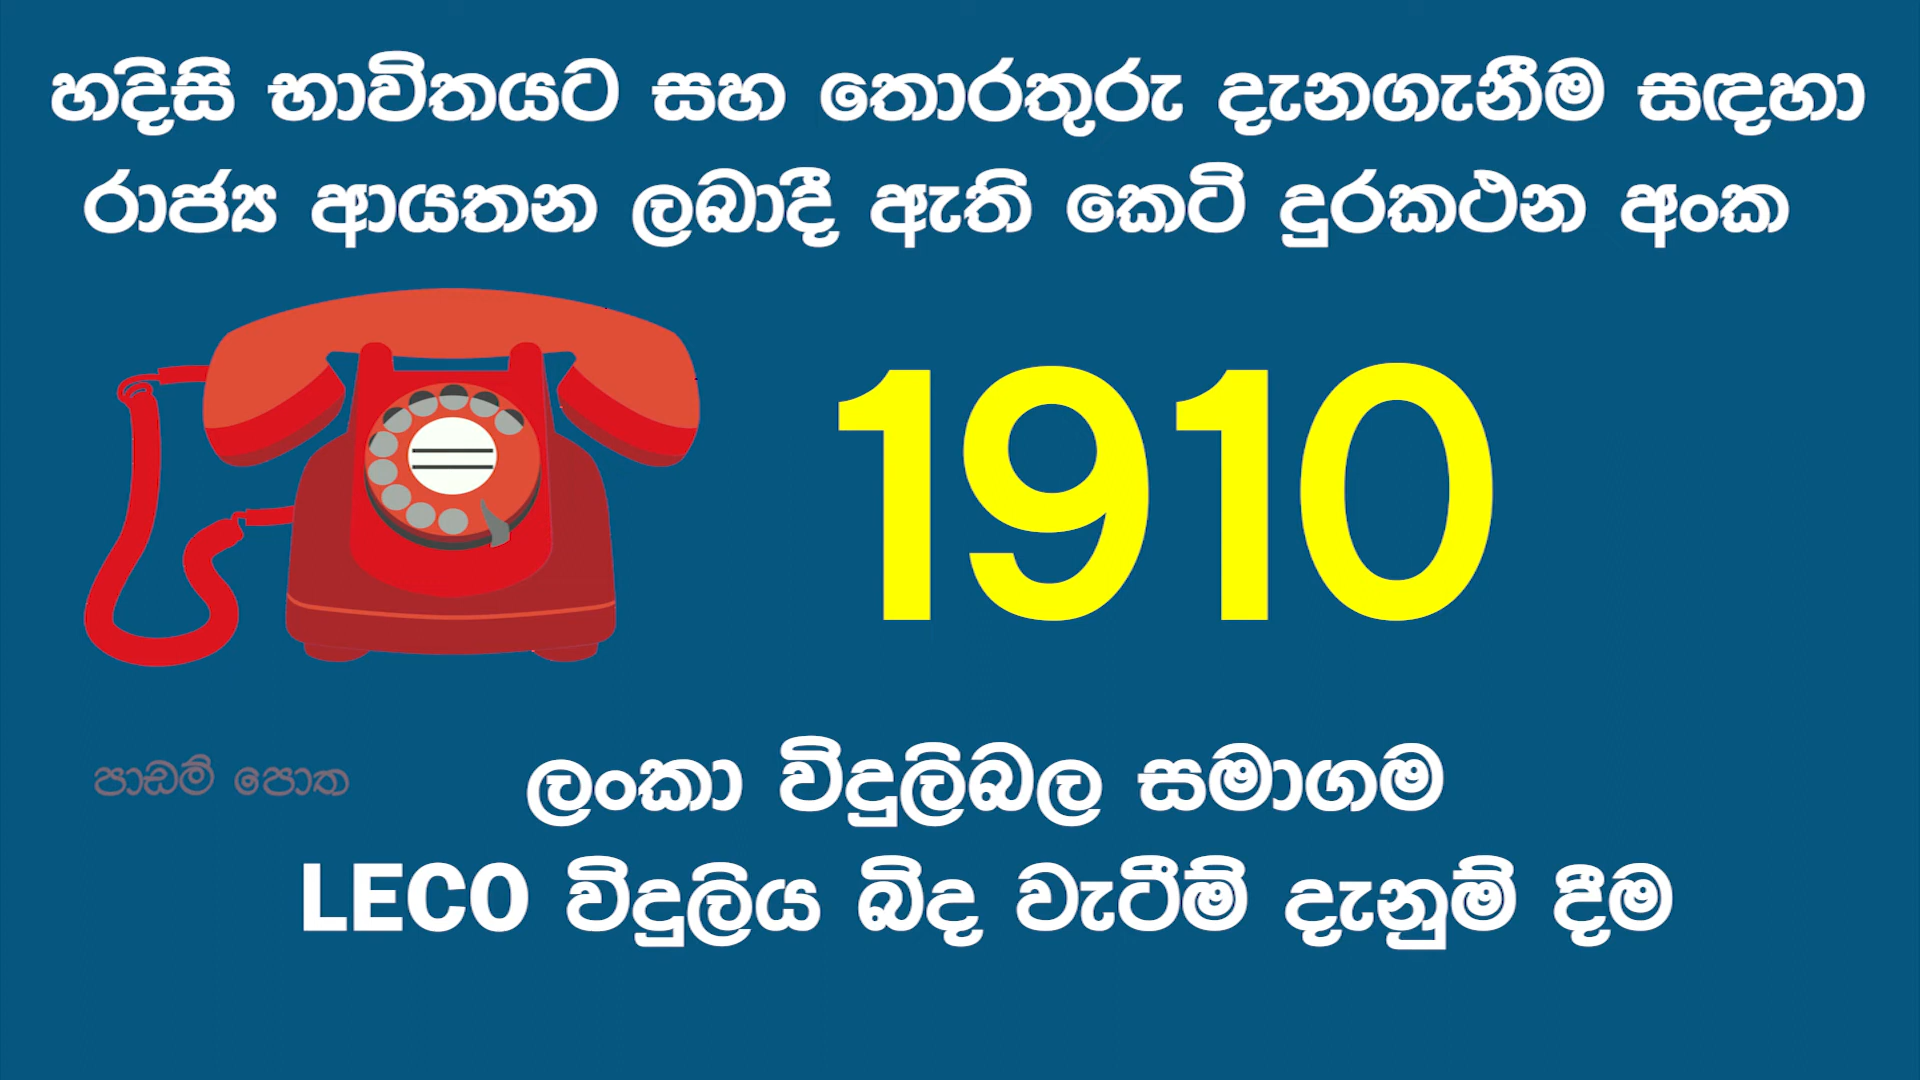 හදිසි භාවිතයට සහ තොරතුරු දැනගැනීම සඳහා
රාජ්‍ය ආයතන ලබාදී ඇති කෙටි දුරකථන අංක
1910
පාඩම් පොත
ලංකා විදුලිබල සමාගම
LECO විදුලිය බිද වැටීම් දැනුම් දීම